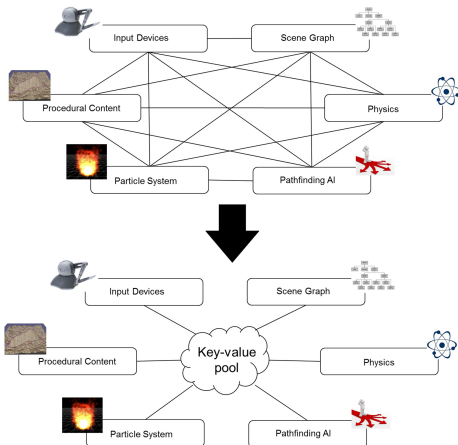 Input Devices
Scene Graph
Procedural Content
Physics
Particle System
Pathfinding AI
Input Devices
Scene Graph
Key-value
pool
Procedural Content
Physics
Particle System
Pathfinding AI